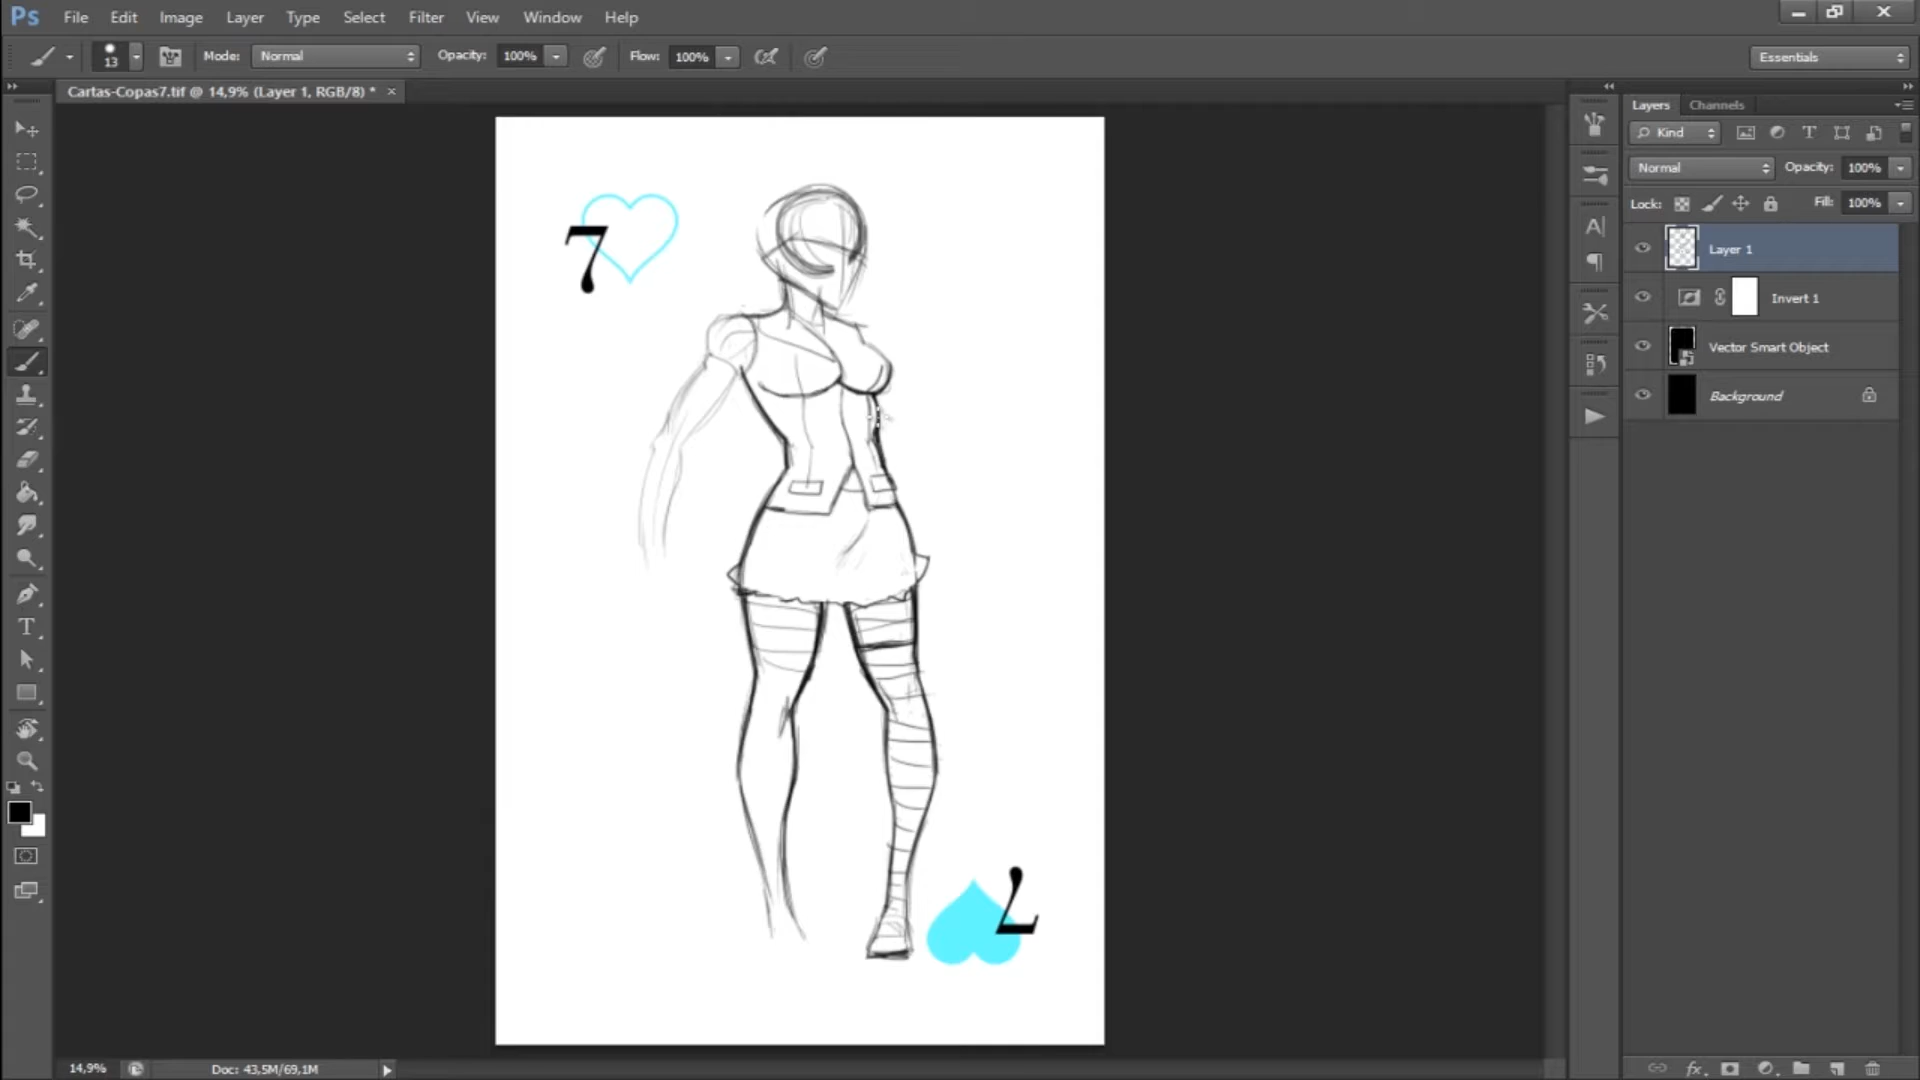 Ps File Edit Image Layer Type Select Filter View Window Help
13 Mode: Normal Opacity: 100% Flow: 100% Essentials
Cartas-Copas7.tif @ 14,9% (Layer 1, RGB/8) * ×
Layers Channels
Kind
Normal Opacity: 100%
Lock: Fill: 100%
Layer 1
Invert 1
Vector Smart Object
Background
7
7
14,9% Doc: 43,5M/69,1M